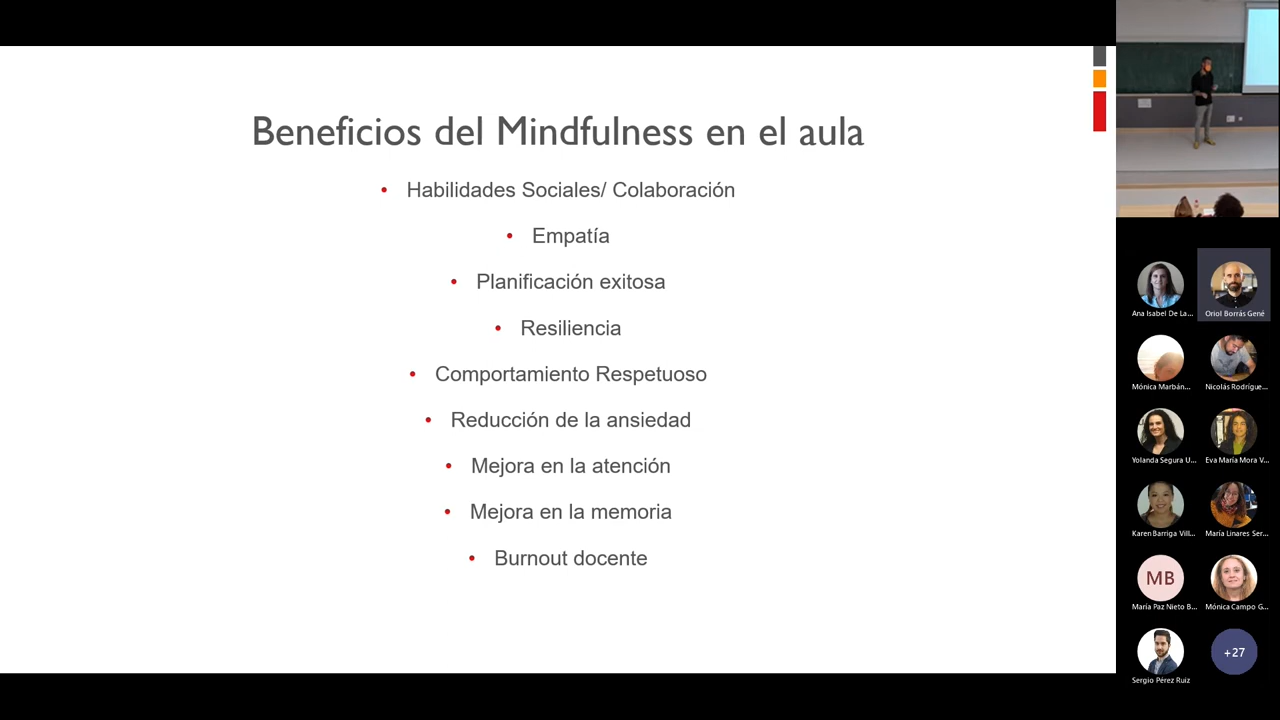 Beneficios del Mindfulness en el aula
• Habilidades Sociales/ Colaboración
• Empatía
• Planificación exitosa
• Resiliencia
• Comportamiento Respetuoso
• Reducción de la ansiedad
• Mejora en la atención
• Mejora en la memoria
• Burnout docente
Ana Isabel De La...
Oriol Borrás Gené
Mónica Marbán...
Nicolás Rodrígue...
Yolanda Segura U...
Eva María Mora V...
Karen Barriga Vill...
María Linares Ser...
MB
María Paz Nieto B...
Mónica Campo G...
Sergio Pérez Ruiz
+27